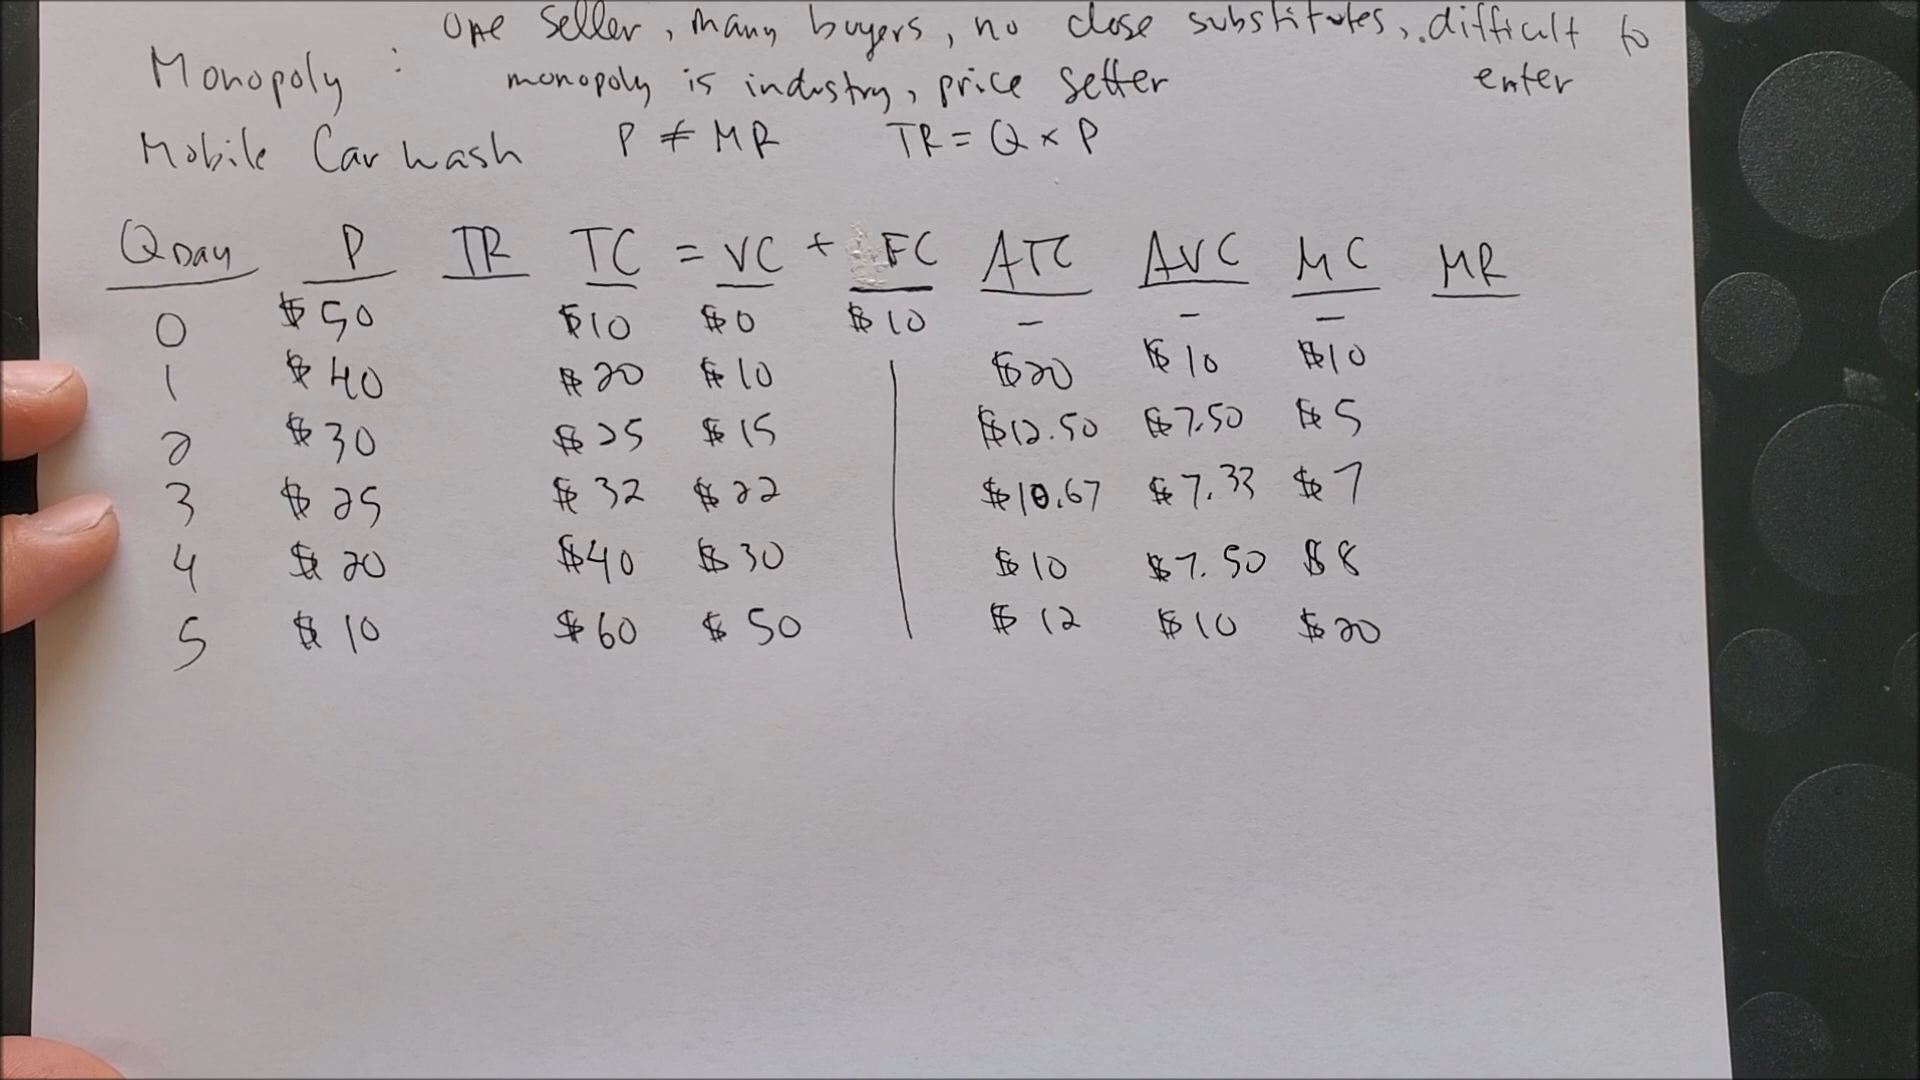 one seller, many buyers, no close substitutes, difficult to enter
Monopoly : monopoly is industry, price setter
Mobile Car wash P ≠ MR TR = Q × P
Q Day P TR TC = VC + FC ATC AVC MC MR
0 $50 $10 $0 $10 - - -
1 $40 $20 $10 $20 $10 $10
2 $30 $25 $15 $12.50 $7.50 $5
3 $25 $32 $22 $10.67 $7.33 $7
4 $20 $40 $30 $10 $7.50 $8
5 $10 $60 $50 $12 $10 $20